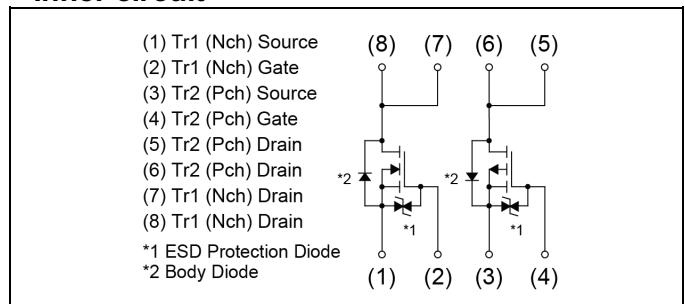 (1) Tr1 (Nch) Source
(2) Tr1 (Nch) Gate
(3) Tr2 (Pch) Source
(4) Tr2 (Pch) Gate
(5) Tr2 (Pch) Drain
(6) Tr2 (Pch) Drain
(7) Tr1 (Nch) Drain
(8) Tr1 (Nch) Drain
*1 ESD Protection Diode
*2 Body Diode
(8) (7) (6) (5)
*2 *2
*1 *1
(1) (2) (3) (4)